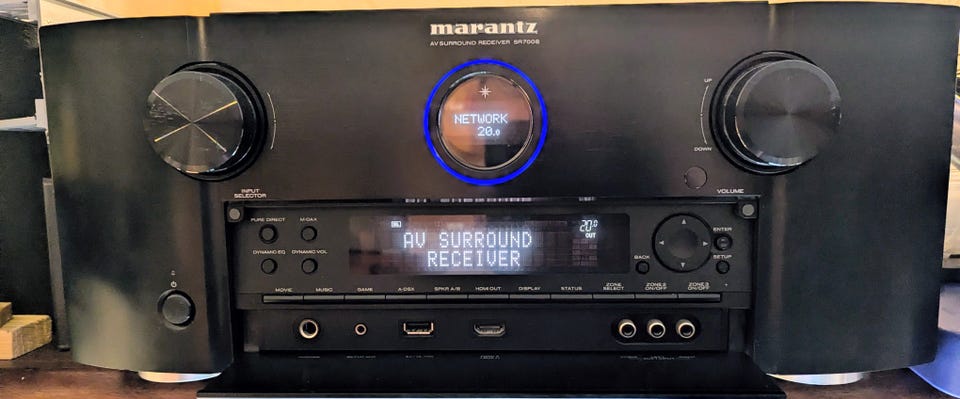 marantz
AV SURROUND RECEIVER SR7008
NETWORK
20.0
UP
DOWN
INPUT
SELECTOR
VOLUME
PURE DIRECT
M-DAX
DYNAMIC EQ
DYNAMIC VOL
20.0
OUT
AV SURROUND
RECEIVER
ENTER
BACK
SETUP
MOVIE
MUSIC
GAME
A-DSX
SPKR A/B
HDMI OUT
DISPLAY
STATUS
ZONE
SELECT
ZONE2
ON/OFF
ZONE3
ON/OFF